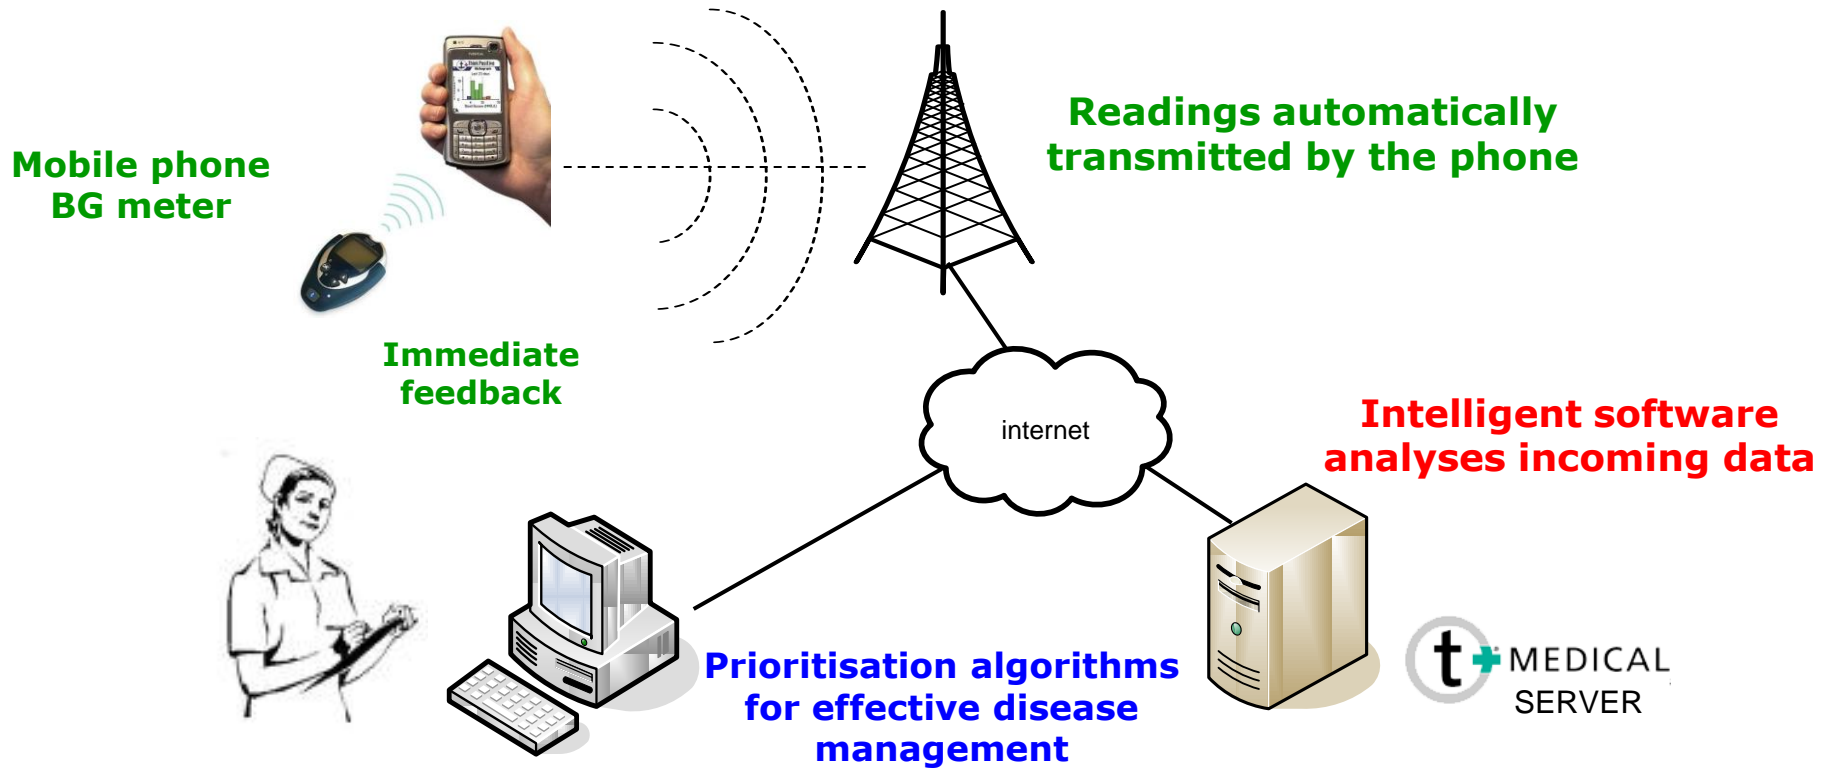 Mobile phone
BG meter
Readings automatically
transmitted by the phone
Immediate
feedback
internet
Intelligent software
analyses incoming data
Prioritisation algorithms
for effective disease
management
t+ MEDICAL
SERVER